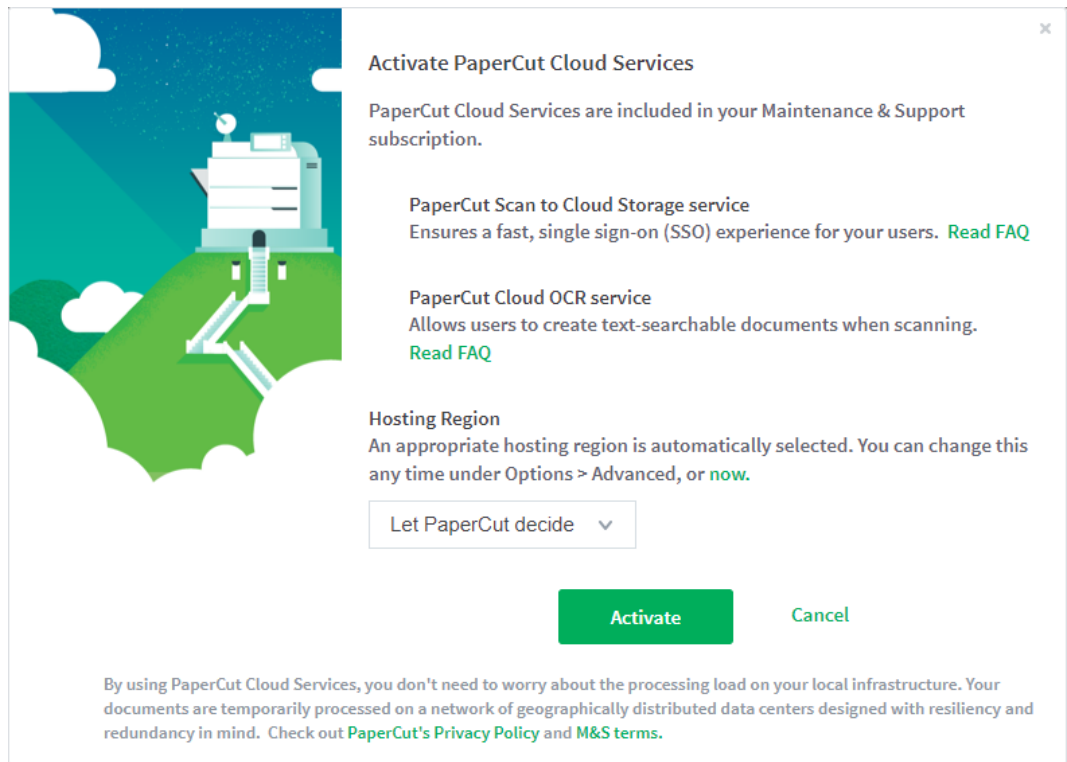 Activate PaperCut Cloud Services
PaperCut Cloud Services are included in your Maintenance & Support
subscription.
PaperCut Scan to Cloud Storage service
Ensures a fast, single sign-on (SSO) experience for your users. Read FAQ
PaperCut Cloud OCR service
Allows users to create text-searchable documents when scanning.
Read FAQ
Hosting Region
An appropriate hosting region is automatically selected. You can change this
any time under Options > Advanced, or now.
Let PaperCut decide
Activate
Cancel
By using PaperCut Cloud Services, you don't need to worry about the processing load on your local infrastructure. Your
documents are temporarily processed on a network of geographically distributed data centers designed with resiliency and
redundancy in mind. Check out PaperCut's Privacy Policy and M&S terms.